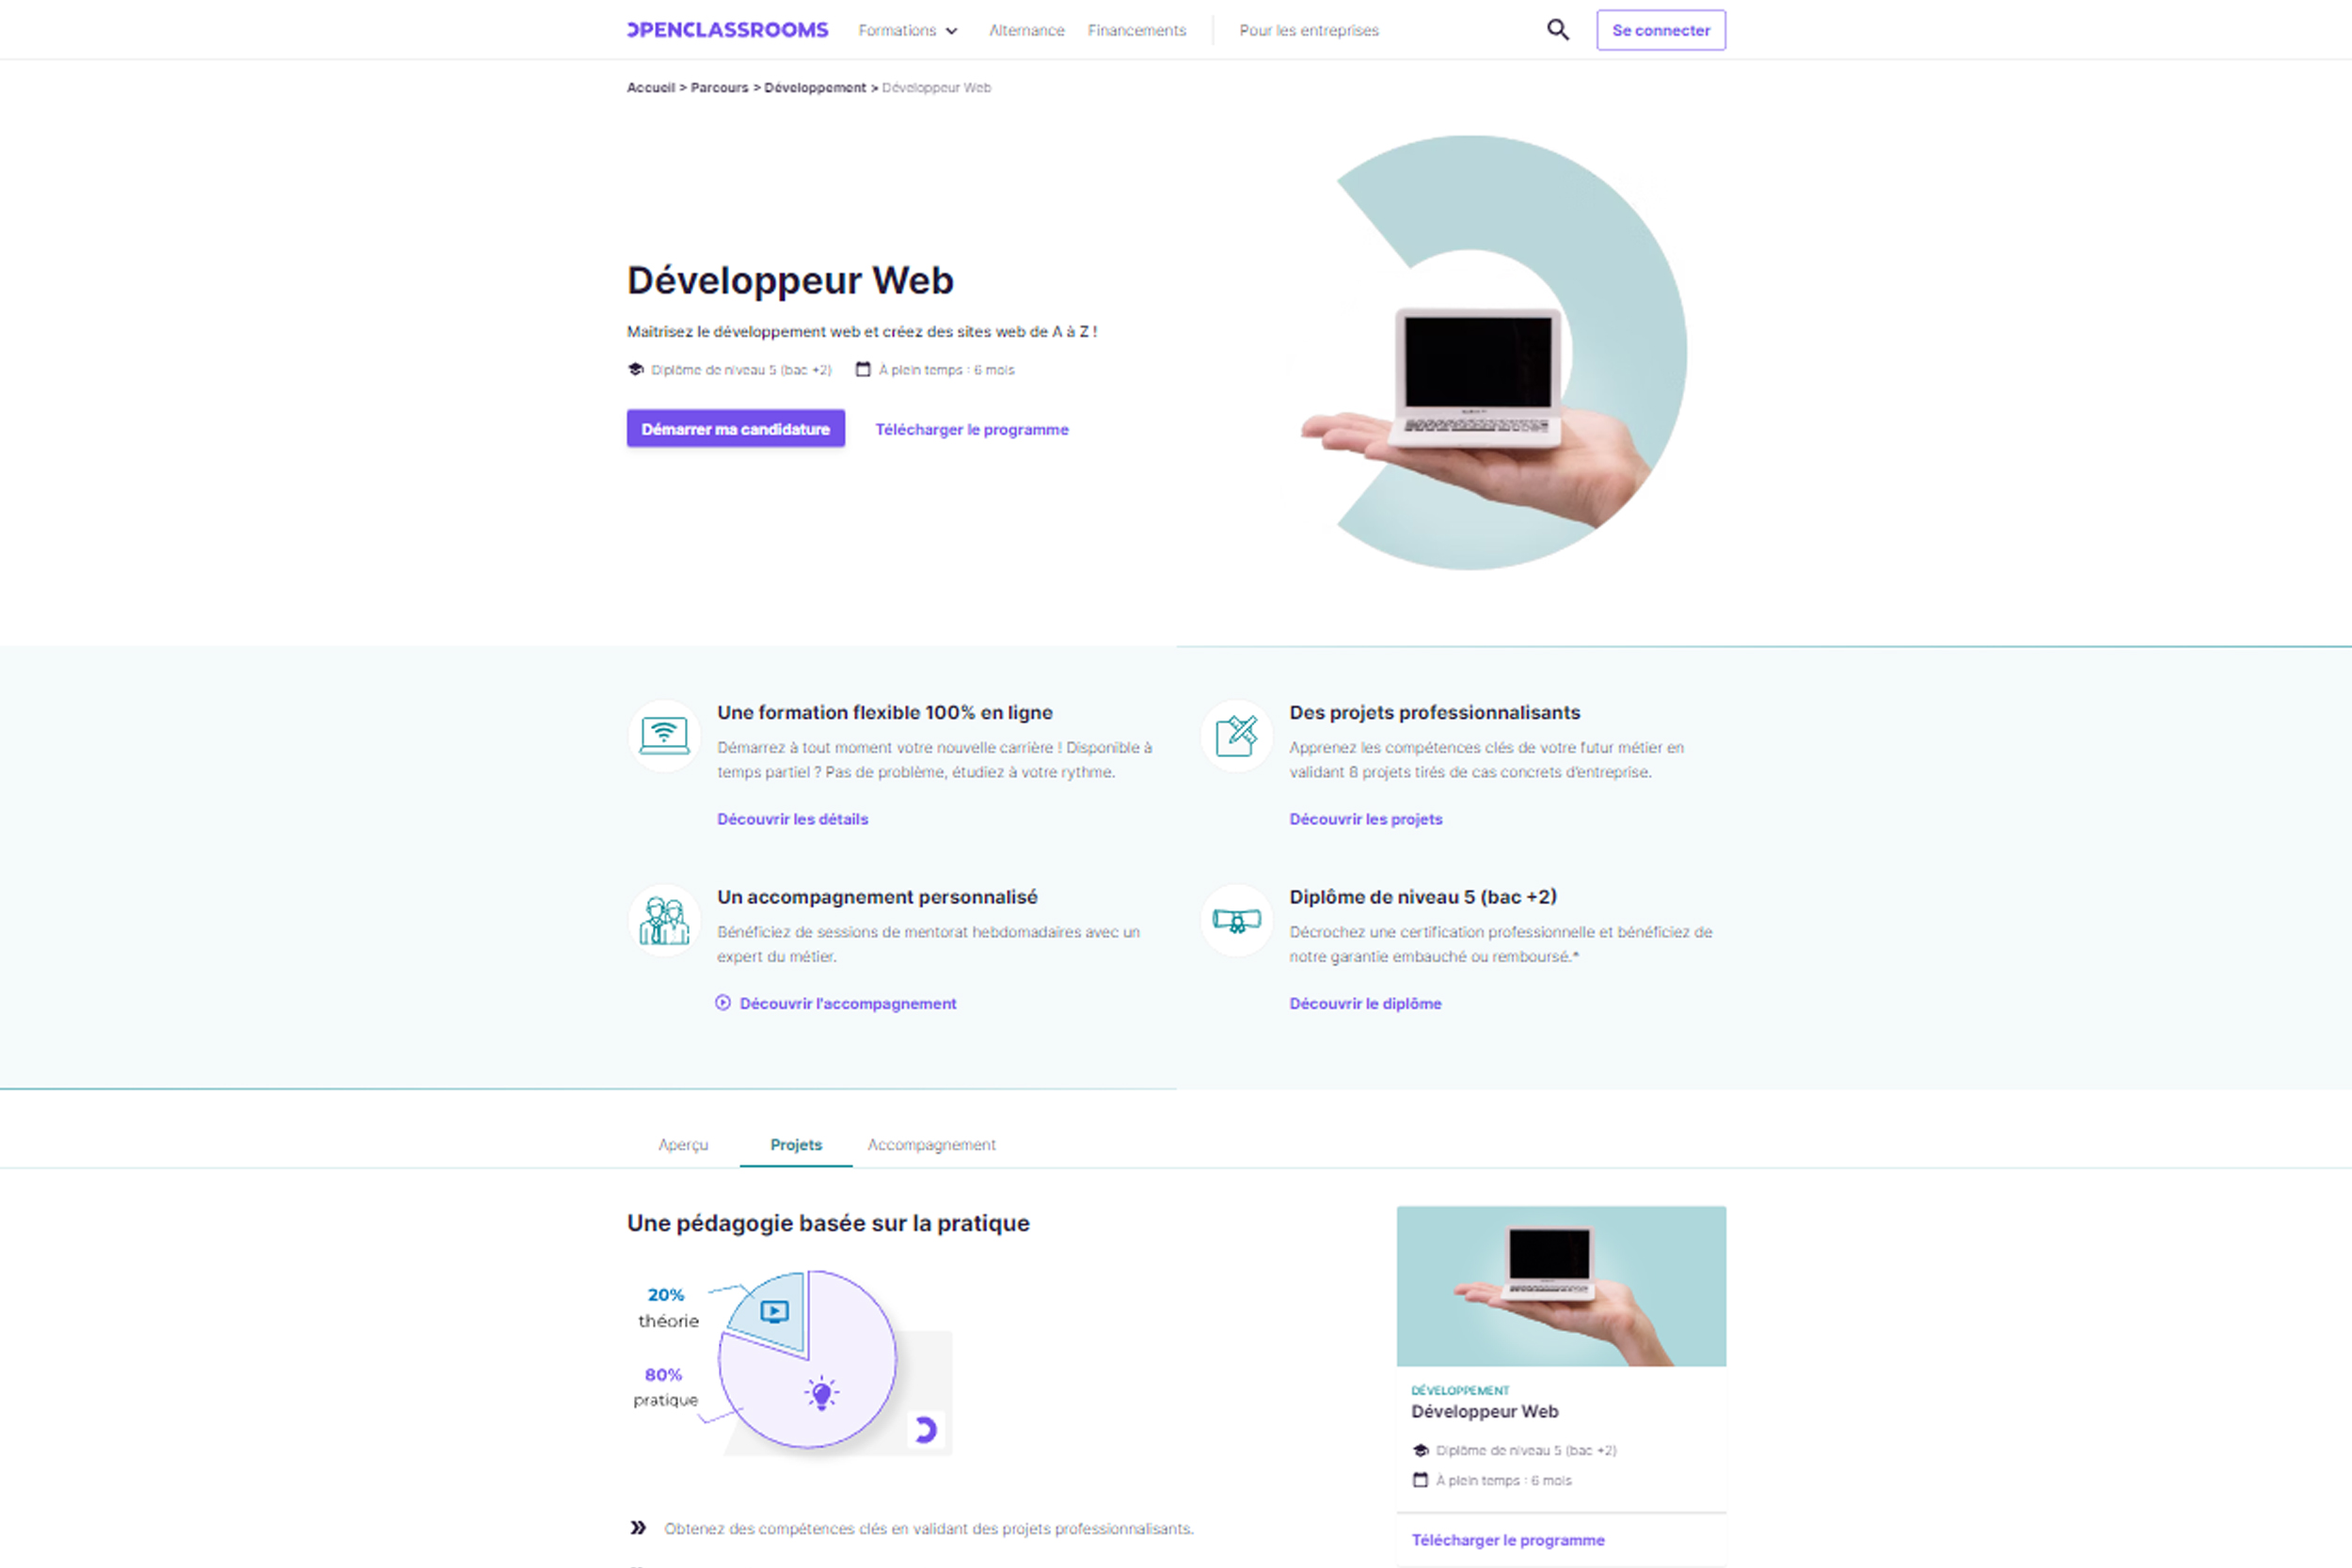 OPENCLASSROOMS Formations Alternance Financements Pour les entreprises Se connecter
Accueil > Parcours > Développement > Développeur Web
Développeur Web
Maîtrisez le développement web et créez des sites web de A à Z !
Diplôme de niveau 5 (bac +2) À plein temps : 6 mois
Démarrer ma candidature Télécharger le programme
Une formation flexible 100% en ligne
Démarrez à tout moment votre nouvelle carrière ! Disponible à
temps partiel ? Pas de problème, étudiez à votre rythme.
Découvrir les détails
Des projets professionnalisants
Apprenez les compétences clés de votre futur métier en
validant 8 projets tirés de cas concrets d'entreprise.
Découvrir les projets
Un accompagnement personnalisé
Bénéficiez de sessions de mentorat hebdomadaires avec un
expert du métier.
Découvrir l'accompagnement
Diplôme de niveau 5 (bac +2)
Décrochez une certification professionnelle et bénéficiez de
notre garantie embauché ou remboursé.*
Découvrir le diplôme
Aperçu Projets Accompagnement
Une pédagogie basée sur la pratique
20%
théorie
80%
pratique
Obtenez des compétences clés en validant des projets professionnalisants.
DÉVELOPPEMENT
Développeur Web
Diplôme de niveau 5 (bac +2)
À plein temps : 6 mois
Télécharger le programme